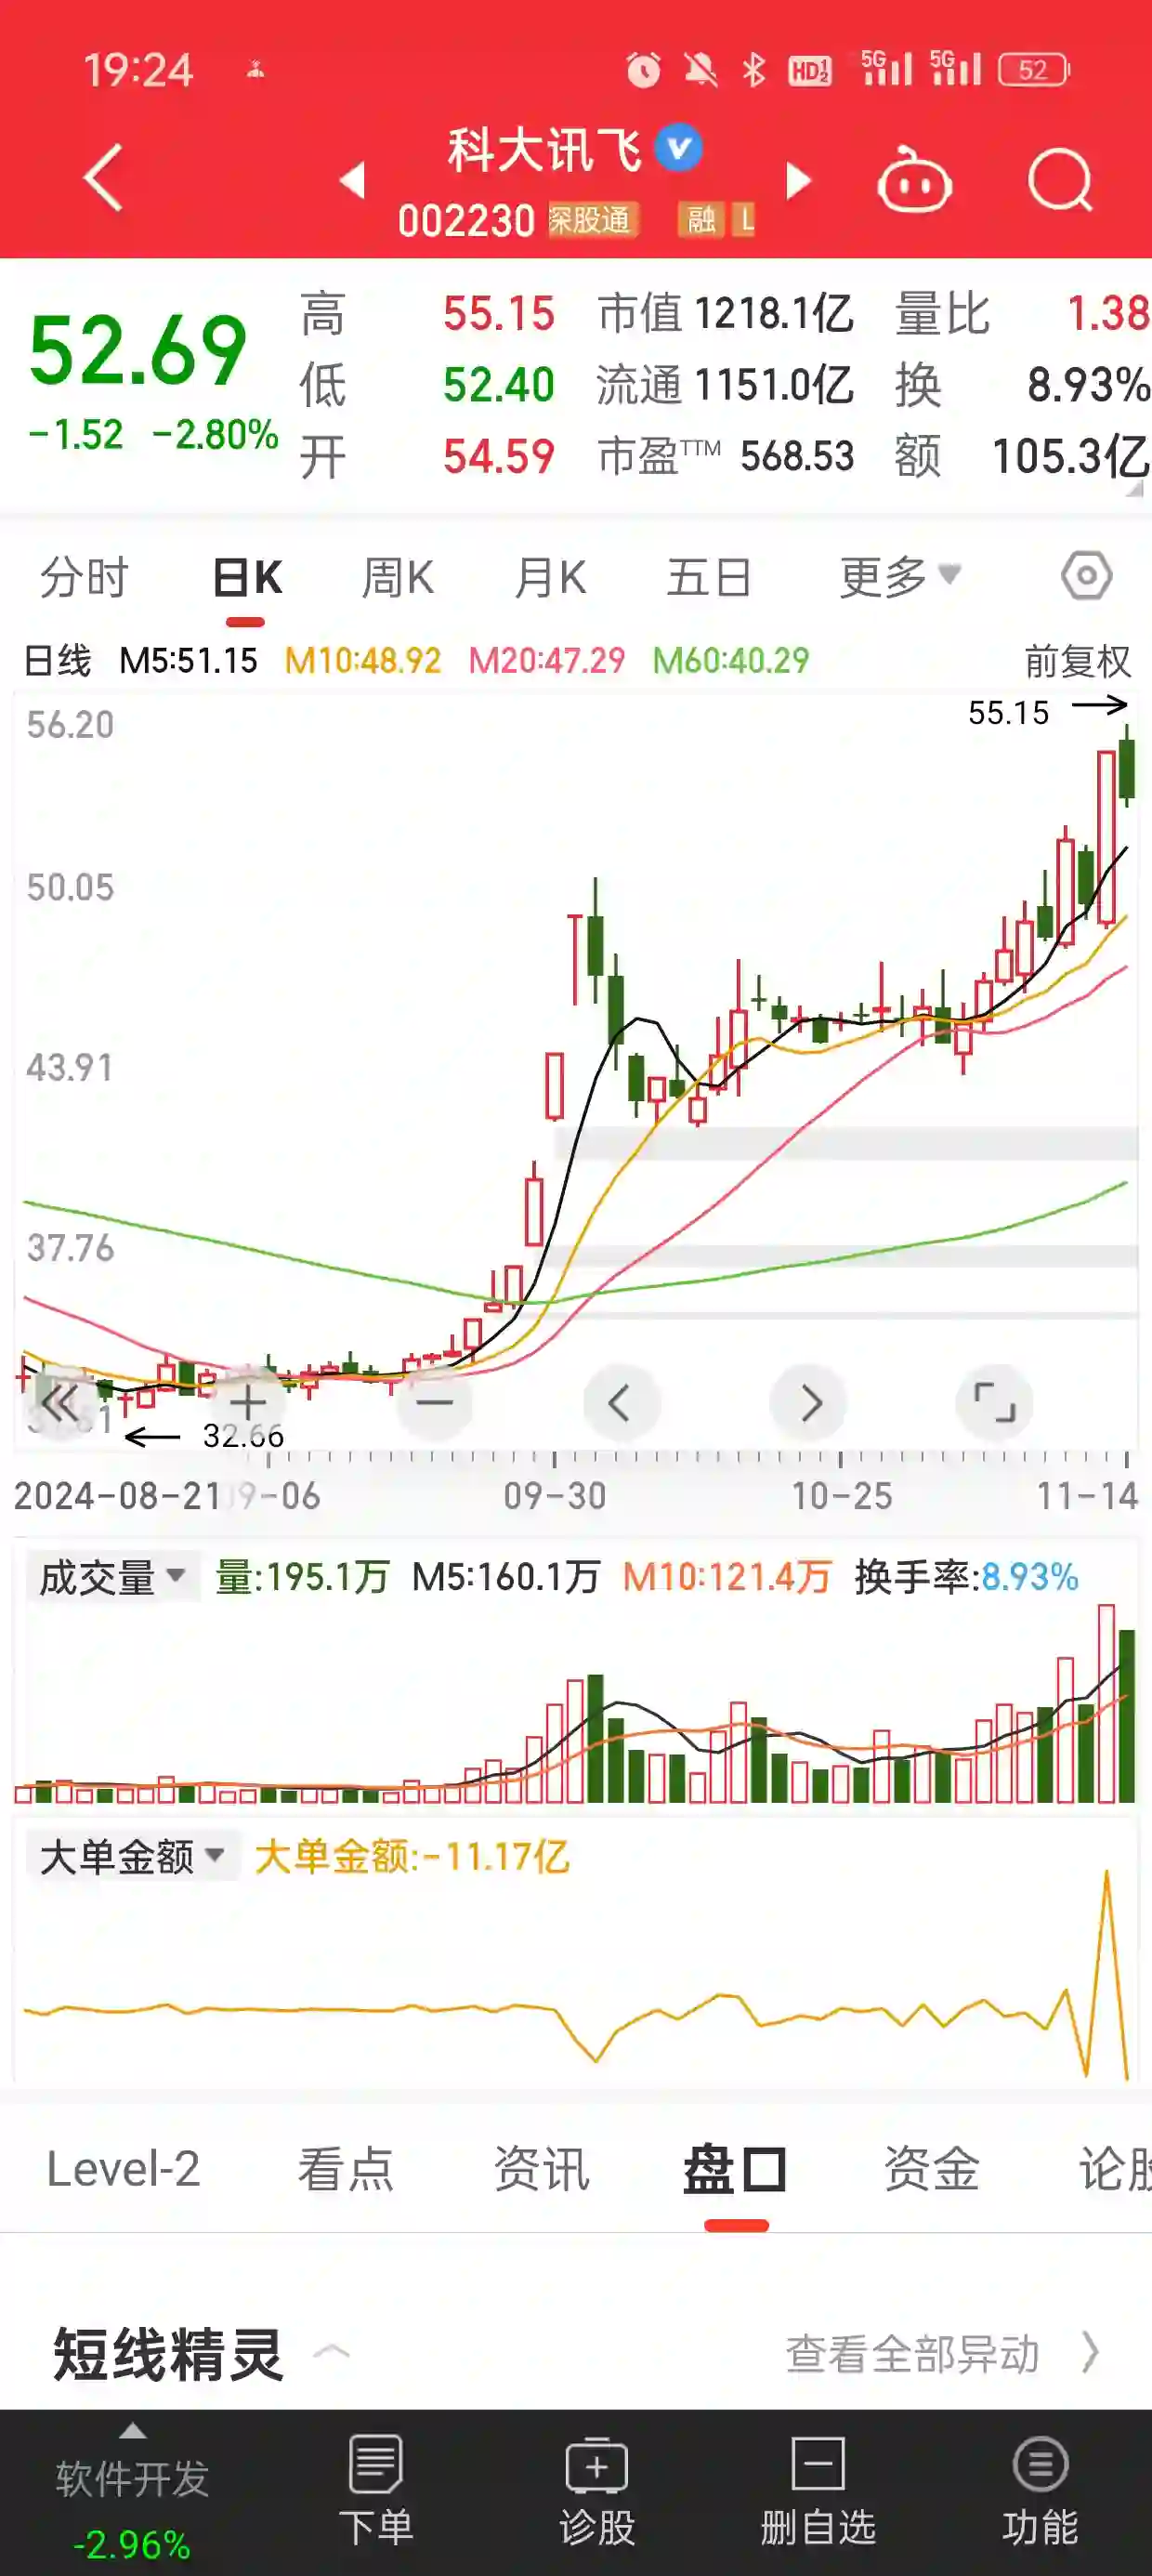 19:24 HD1 2 5G 5G 52
科大讯飞
002230 深股通 融 L
52.69
-1.52 -2.80%
高 55.15 市值 1218.1亿 量比 1.38
低 52.40 流通 1151.0亿 换 8.93%
开 54.59 市盈TTM 568.53 额 105.3亿
分时 日K 周K 月K 五日 更多
日线 M5:51.15 M10:48.92 M20:47.29 M60:40.29 前复权
56.20
55.15
50.05
43.91
37.76
32.66
2024-08-21 09-06 09-30 10-25 11-14
成交量 量:195.1万 M5:160.1万 M10:121.4万 换手率:8.93%
大单金额 大单金额:-11.17亿
Level-2 看点 资讯 盘口 资金 论股
短线精灵 查看全部异动
软件开发
-2.96%
下单 诊股 删自选 功能